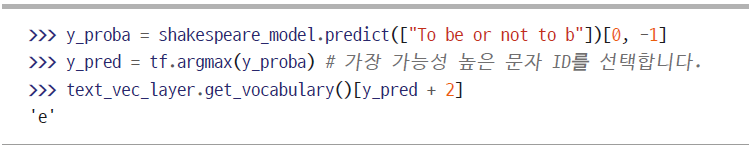 >>> y_proba = shakespeare_model.predict(["To be or not to b"])[0, -1]
>>> y_pred = tf.argmax(y_proba) # 가장 가능성 높은 문자 ID를 선택합니다.
>>> text_vec_layer.get_vocabulary()[y_pred + 2]
'e'